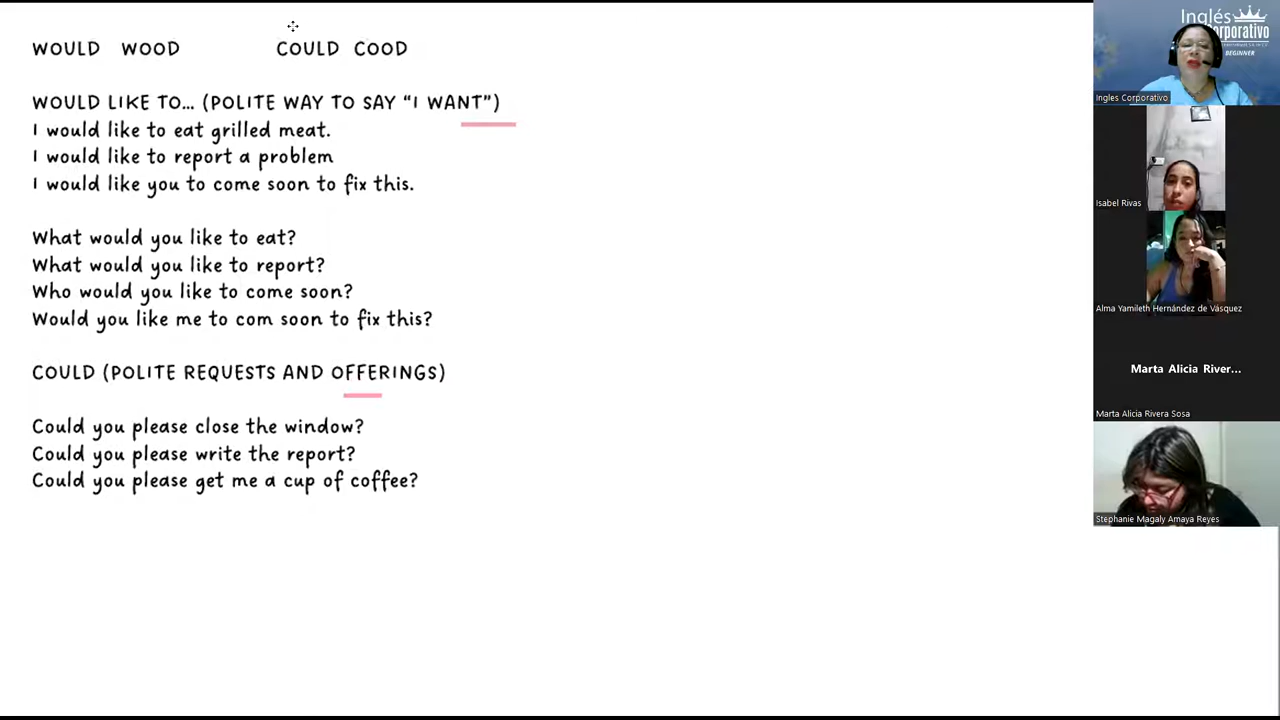 WOULD WOOD COULD COOD
WOULD LIKE TO... (POLITE WAY TO SAY “I WANT”)
I would like to eat grilled meat.
I would like to report a problem
I would like you to come soon to fix this.
What would you like to eat?
What would you like to report?
Who would you like to come soon?
Would you like me to com soon to fix this?
COULD (POLITE REQUESTS AND OFFERINGS)
Could you please close the window?
Could you please write the report?
Could you please get me a cup of coffee?
Inglés
Corporativo
BEGINNER
Ingles Corporativo
Isabel Rivas
Alma Yamileth Hernández de Vásquez
Marta Alicia River...
Marta Alicia Rivera Sosa
Stephanie Magaly Amaya Reyes